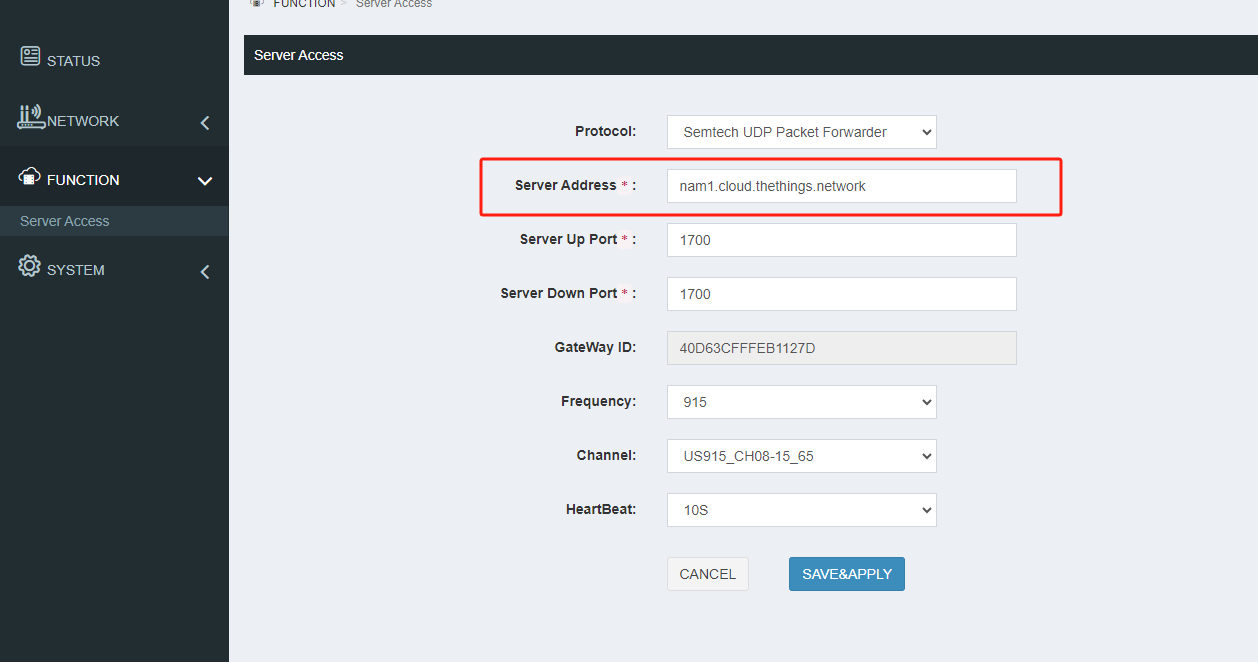 FUNCTION > Server Access
STATUS
NETWORK
FUNCTION
Server Access
SYSTEM
Server Access
Protocol: Semtech UDP Packet Forwarder
Server Address * : nam1.cloud.thethings.network
Server Up Port * : 1700
Server Down Port * : 1700
GateWay ID: 40D63CFFFEB1127D
Frequency: 915
Channel: US915_CH08-15_65
HeartBeat: 10S
CANCEL SAVE&APPLY